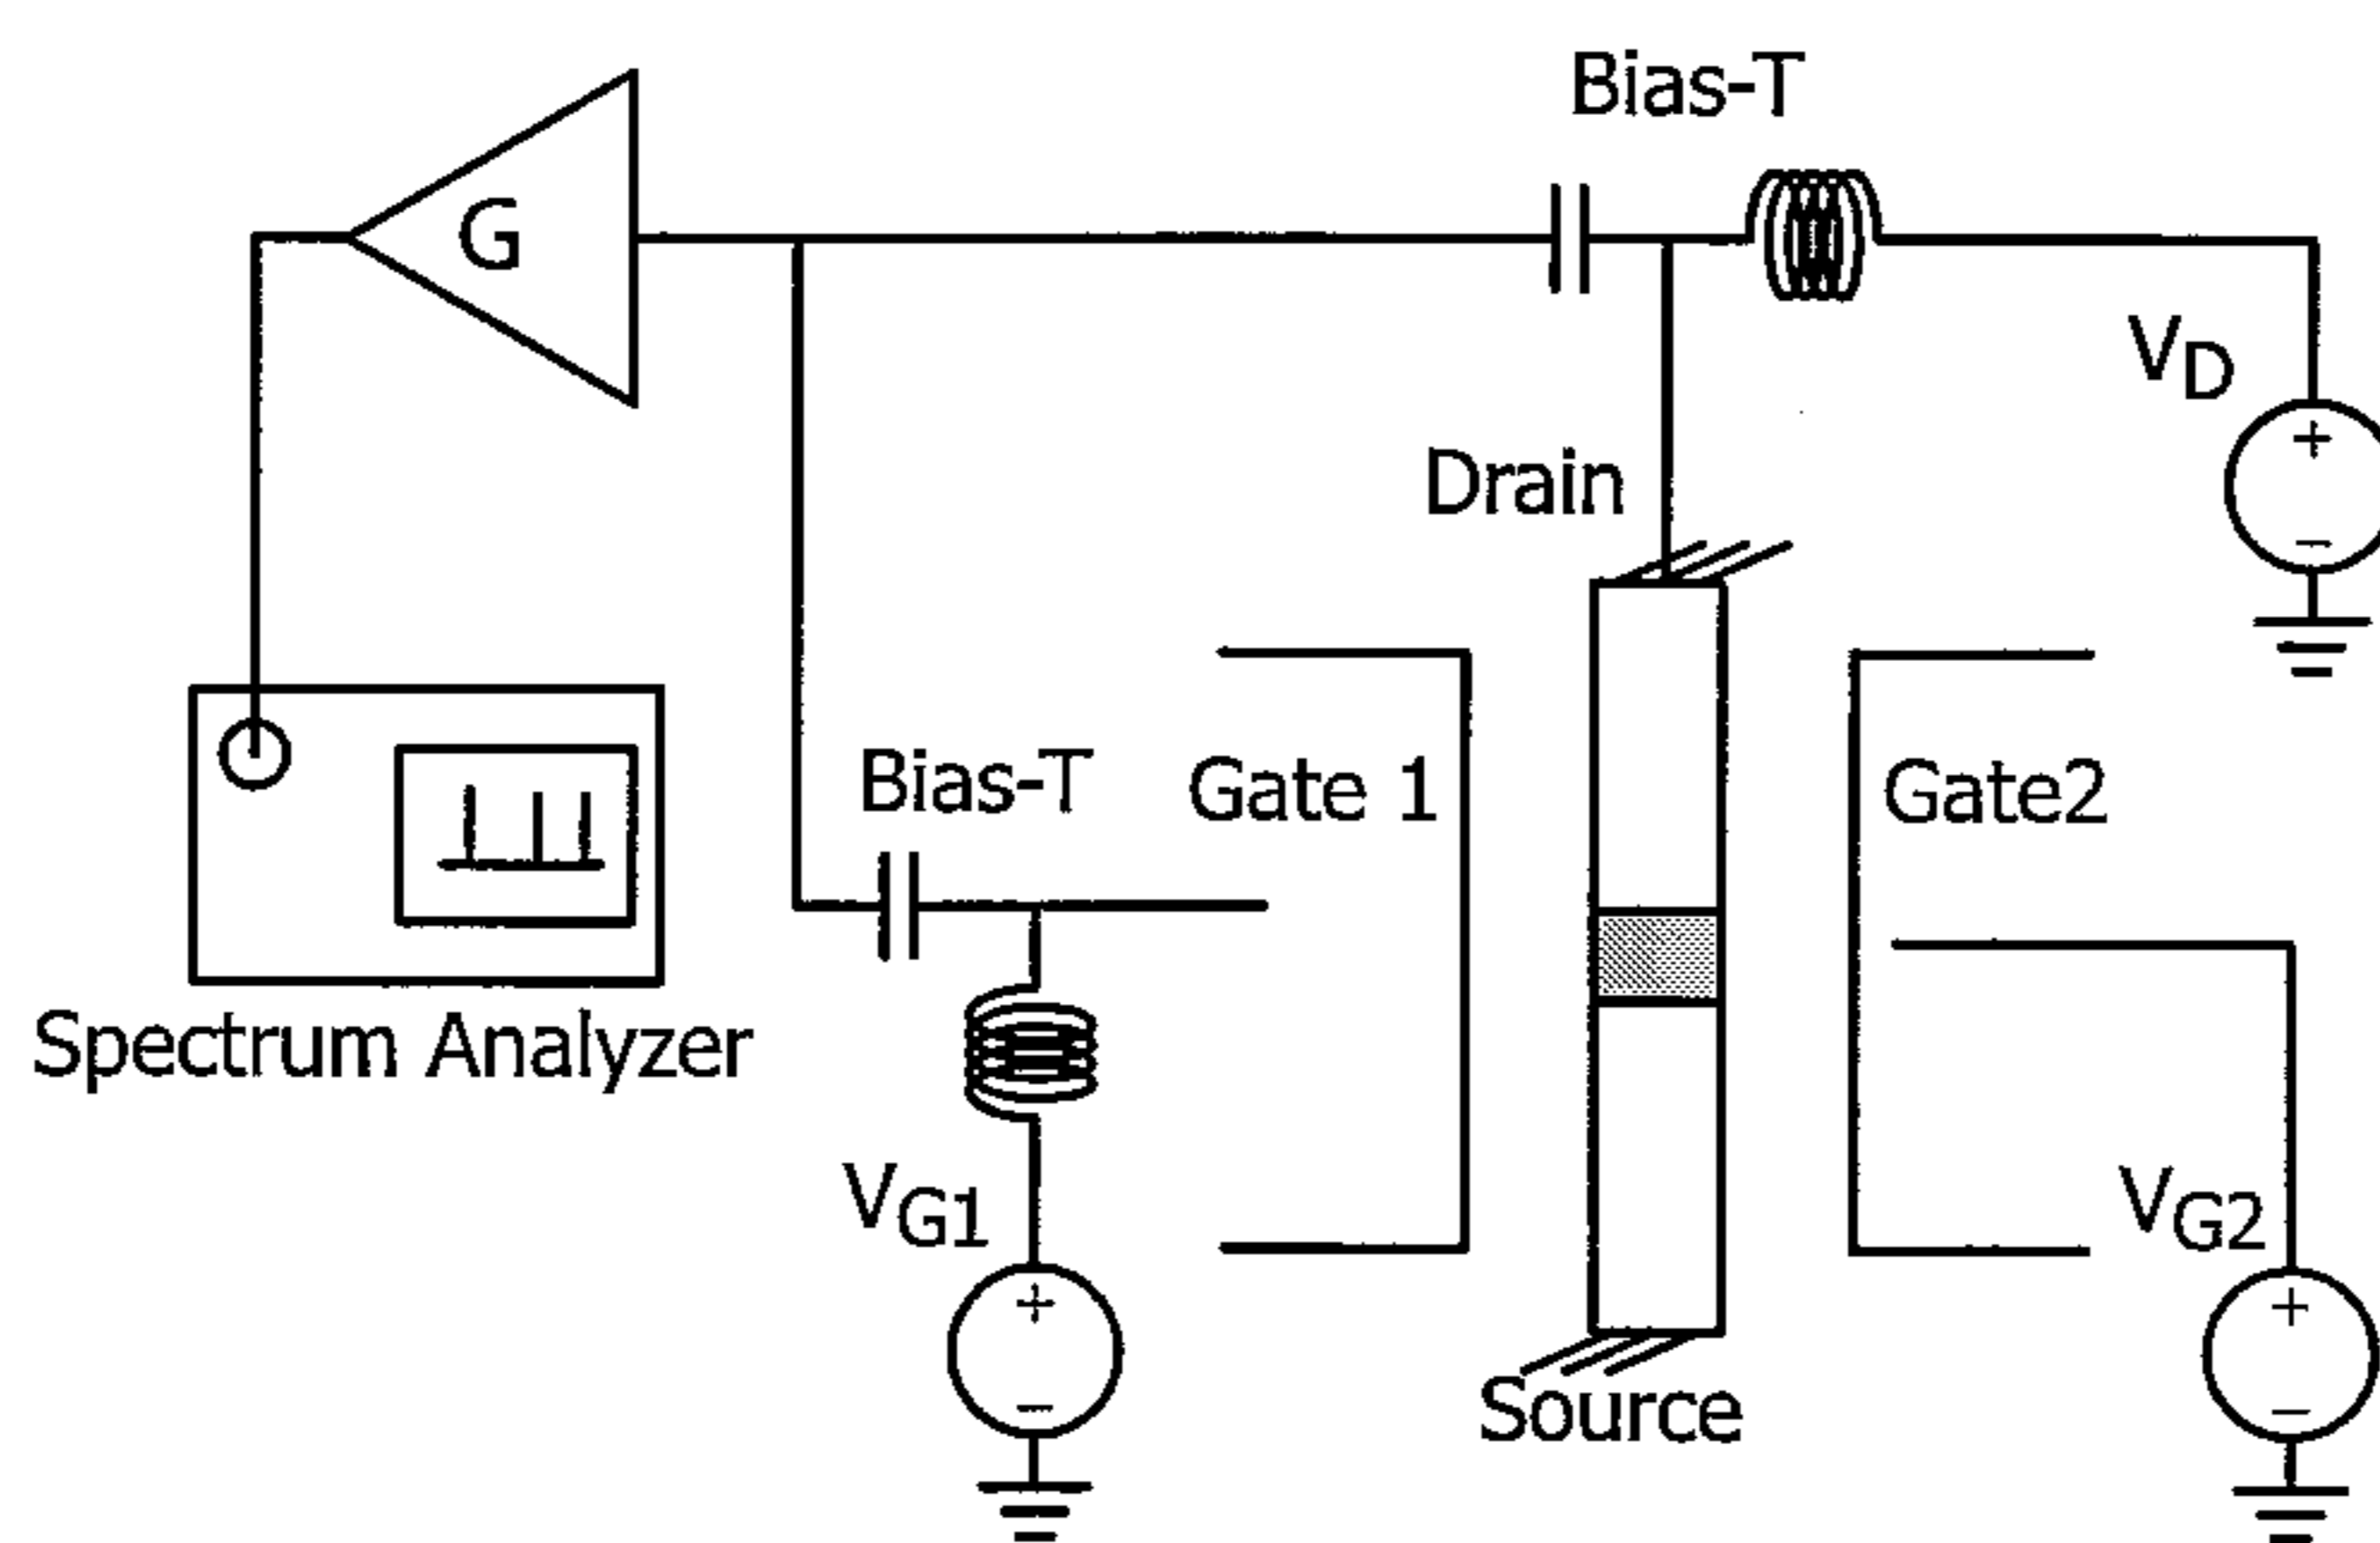 Bias-T
G
VD
Drain
Bias-T
Gate 1
Gate2
Spectrum Analyzer
VG1
VG2
Source
+
−
+
−
+
−